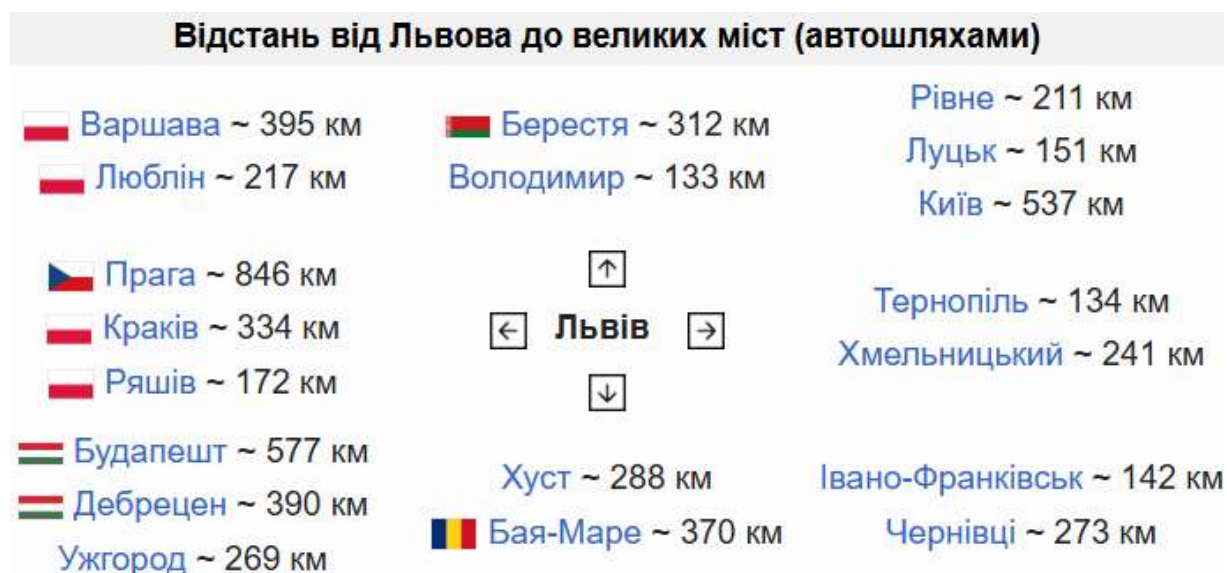 Відстань від Львова до великих міст (автошляхами)
Варшава ~ 395 км
Люблін ~ 217 км
Берестя ~ 312 км
Володимир ~ 133 км
Рівне ~ 211 км
Луцьк ~ 151 км
Київ ~ 537 км
Прага ~ 846 км
Краків ~ 334 км
Ряшів ~ 172 км
Львів
Тернопіль ~ 134 км
Хмельницький ~ 241 км
Будапешт ~ 577 км
Дебрецен ~ 390 км
Ужгород ~ 269 км
Хуст ~ 288 км
Бая-Маре ~ 370 км
Івано-Франківськ ~ 142 км
Чернівці ~ 273 км